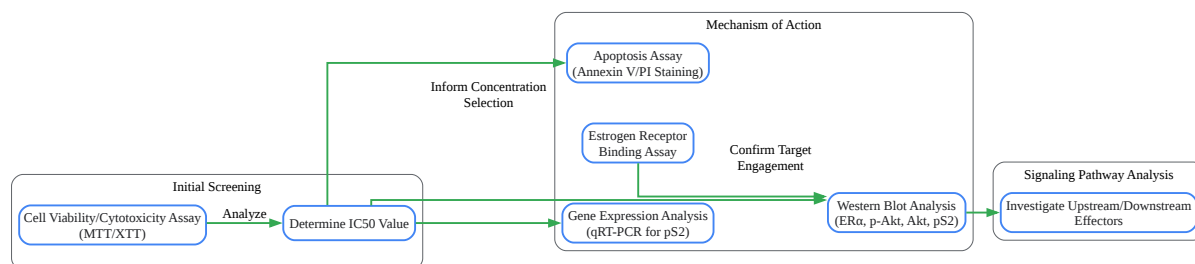 Mechanism of Action
Apoptosis Assay
(Annexin V/PI Staining)
Inform Concentration
Selection
Estrogen Receptor
Binding Assay
Confirm Target
Engagement
Initial Screening
Cell Viability/Cytotoxicity Assay
(MTT/XTT)
Analyze
Determine IC50 Value
Gene Expression Analysis
(qRT-PCR for pS2)
Western Blot Analysis
(ERα, p-Akt, Akt, pS2)
Signaling Pathway Analysis
Investigate Upstream/Downstream
Effectors